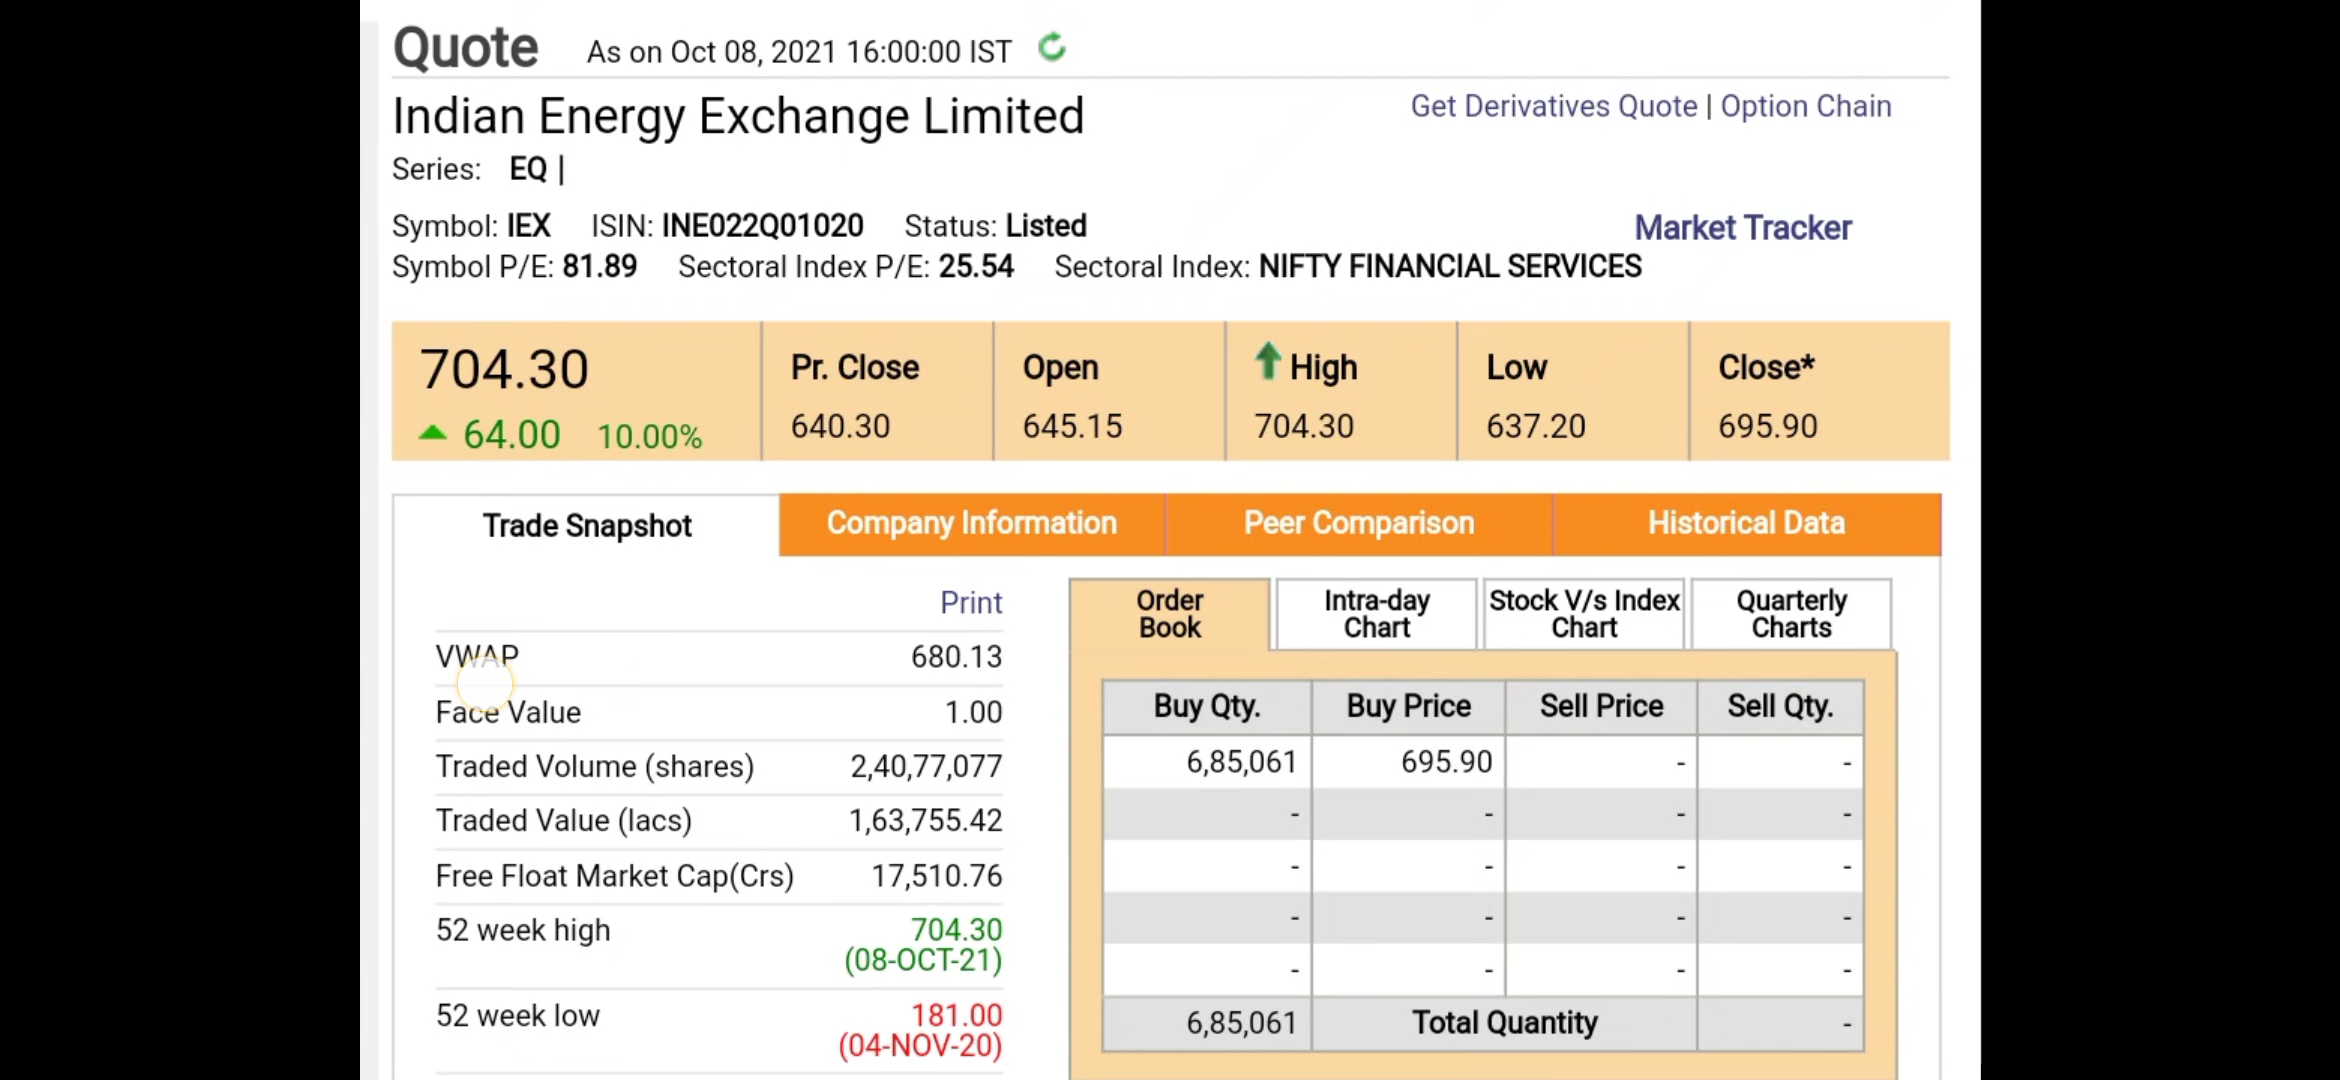 Quote As on Oct 08, 2021 16:00:00 IST
Indian Energy Exchange Limited
Get Derivatives Quote | Option Chain
Series: EQ |
Symbol: IEX ISIN: INE022Q01020 Status: Listed
Market Tracker
Symbol P/E: 81.89 Sectoral Index P/E: 25.54 Sectoral Index: NIFTY FINANCIAL SERVICES
704.30 Pr. Close Open High Low Close*
64.00 10.00% 640.30 645.15 704.30 637.20 695.90
Trade Snapshot Company Information Peer Comparison Historical Data
Print
VWAP 680.13
Face Value 1.00
Traded Volume (shares) 2,40,77,077
Traded Value (lacs) 1,63,755.42
Free Float Market Cap(Crs) 17,510.76
52 week high 704.30
(08-OCT-21)
52 week low 181.00
(04-NOV-20)
Order Intra-day Stock V/s Index Quarterly
Book Chart Chart Charts
Buy Qty. Buy Price Sell Price Sell Qty.
6,85,061 695.90 - -
- - - -
- - - -
- - - -
- - - -
6,85,061 Total Quantity -